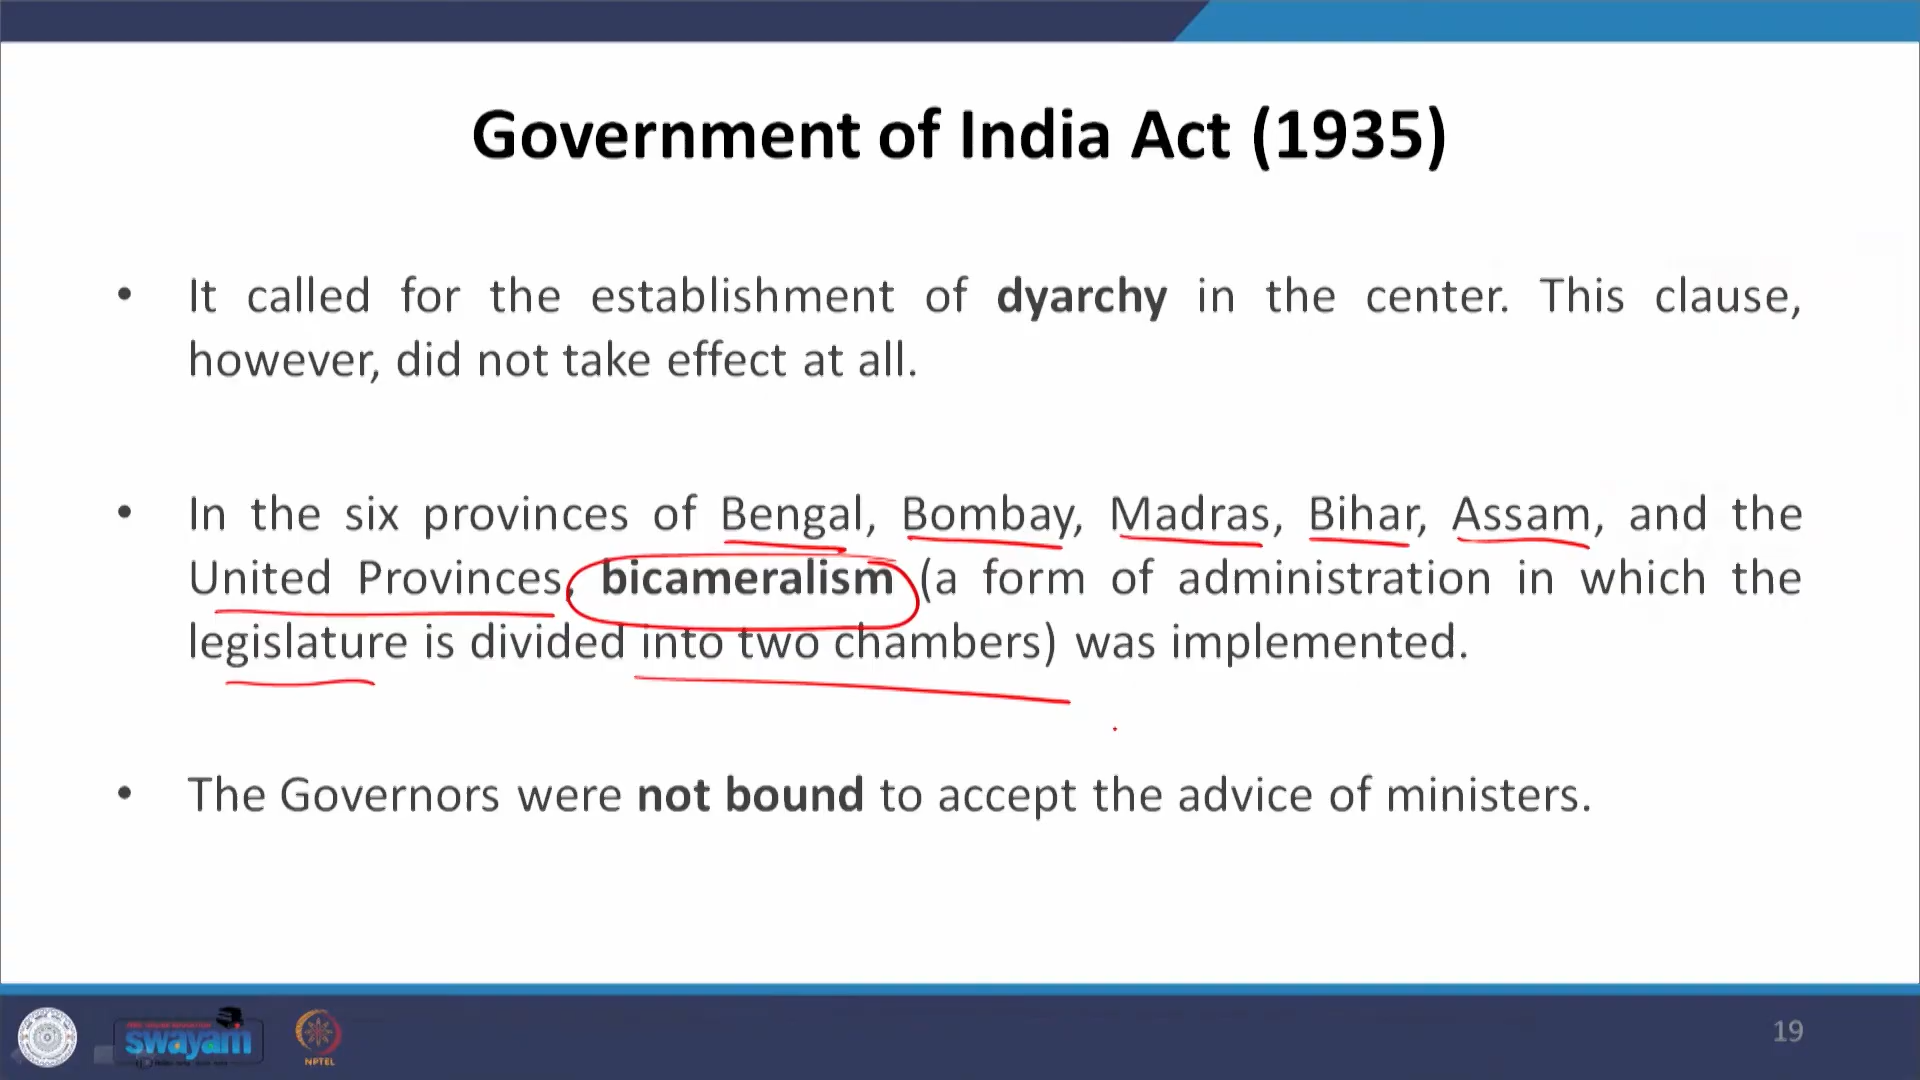 Government of India Act (1935)
• It called for the establishment of dyarchy in the center. This clause,
however, did not take effect at all.
• In the six provinces of Bengal, Bombay, Madras, Bihar, Assam, and the
United Provinces, bicameralism (a form of administration in which the
legislature is divided into two chambers) was implemented.
• The Governors were not bound to accept the advice of ministers.
swayam
NPTEL
19